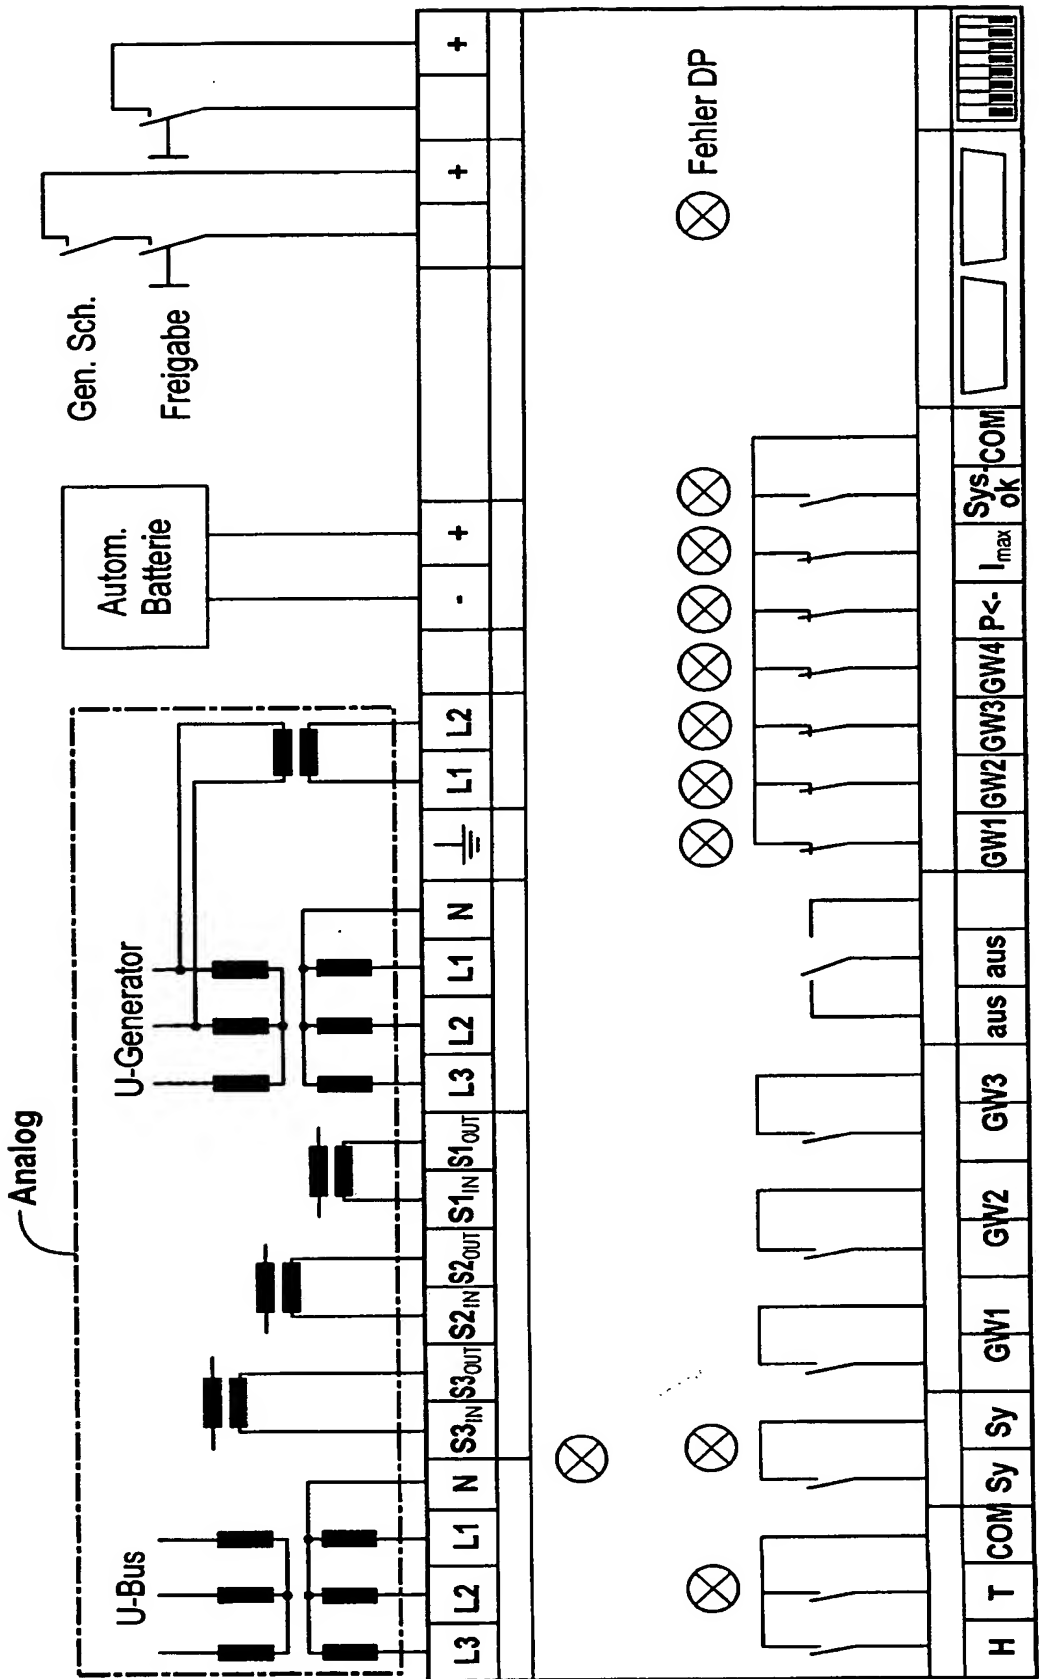 Analog
U-Bus
U-Generator
Autom.
Batterie
Gen. Sch.
Freigabe
L3 L2 L1 N S3IN S3OUT S2IN S2OUT S1IN S1OUT L3 L2 L1 N L1 L2 - + + +
Fehler DP
H T COM Sy Sy GW1 GW2 GW3 aus aus GW1 GW2 GW3 GW4 P<- Imax Sys- ok COM